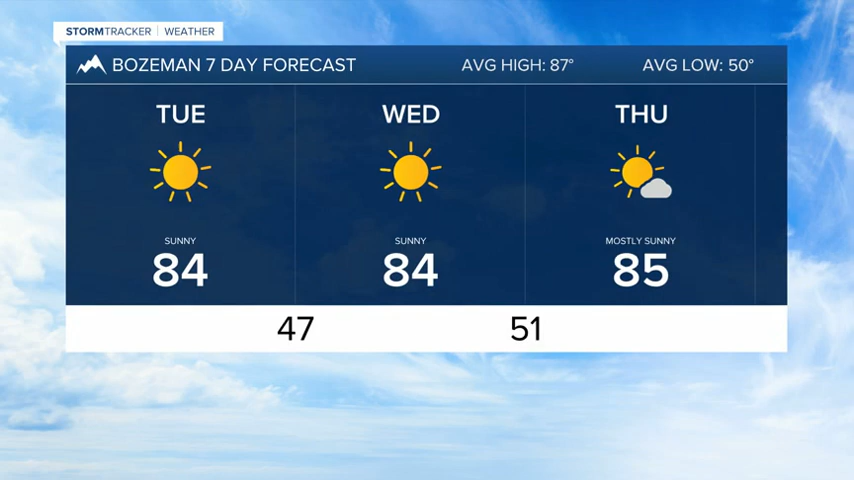 STORMTRACKER | WEATHER
BOZEMAN 7 DAY FORECAST AVG HIGH: 87° AVG LOW: 50°
TUE WED THU
SUNNY SUNNY MOSTLY SUNNY
84 84 85
47 51